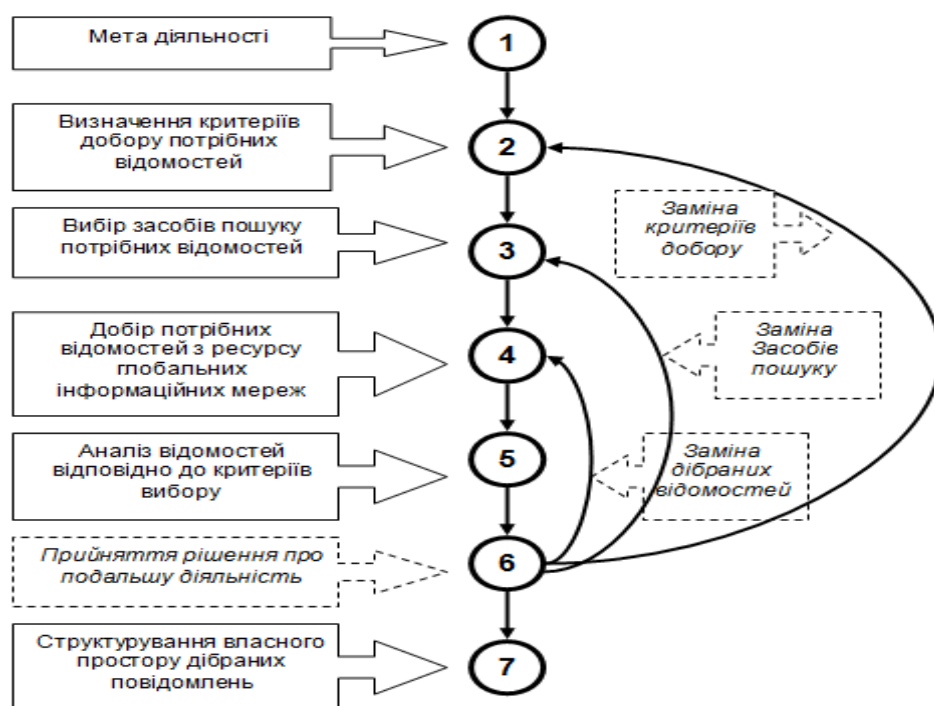 Мета діяльності
1
Визначення критеріїв
добору потрібних
відомостей
2
Вибір засобів пошуку
потрібних відомостей
3
Заміна
критеріїв
добору
Добір потрібних
відомостей з ресурсу
глобальних
інформаційних мереж
4
Заміна
Засобів
пошуку
Аналіз відомостей
відповідно до критеріїв
вибору
5
Заміна
дібраних
відомостей
Прийняття рішення про
подальшу діяльність
6
Структурування власного
простору дібраних
повідомлень
7